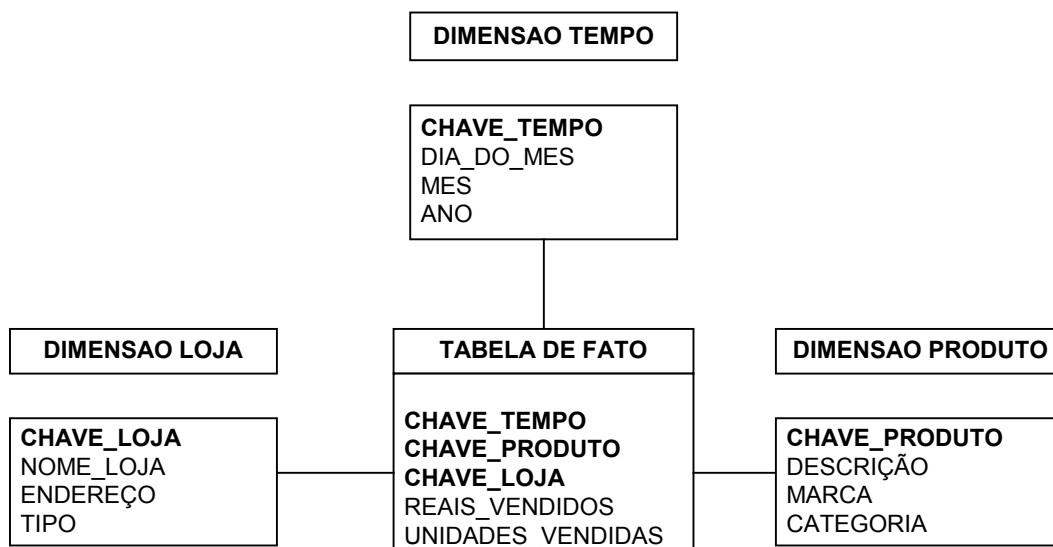 DIMENSAO TEMPO
CHAVE_TEMPO
DIA_DO_MES
MES
ANO
DIMENSAO LOJA
CHAVE_LOJA
NOME_LOJA
ENDEREÇO
TIPO
TABELA DE FATO
CHAVE_TEMPO
CHAVE_PRODUTO
CHAVE_LOJA
REAIS_VENDIDOS
UNIDADES_VENDIDAS
DIMENSAO PRODUTO
CHAVE_PRODUTO
DESCRIÇÃO
MARCA
CATEGORIA